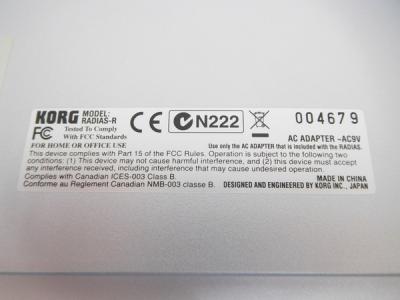 KORG MODEL: RADIAS-R CE N222 004679
FC Tested To Comply With FCC Standards
FOR HOME OR OFFICE USE
AC ADAPTER ~AC9V
Use only the AC ADAPTER that is included with the RADIAS.
This device complies with Part 15 of the FCC Rules. Operation is subject to the following two
conditions: (1) This device may not cause harmful interference, and (2) this device must accept any
interference received, including interference that may cause undesired operation.
Complies with Canadian ICES-003 Class B.
Conforme au Reglement Canadien NMB-003 classe B.
MADE IN CHINA
DESIGNED AND ENGINEERED BY KORG INC., JAPAN